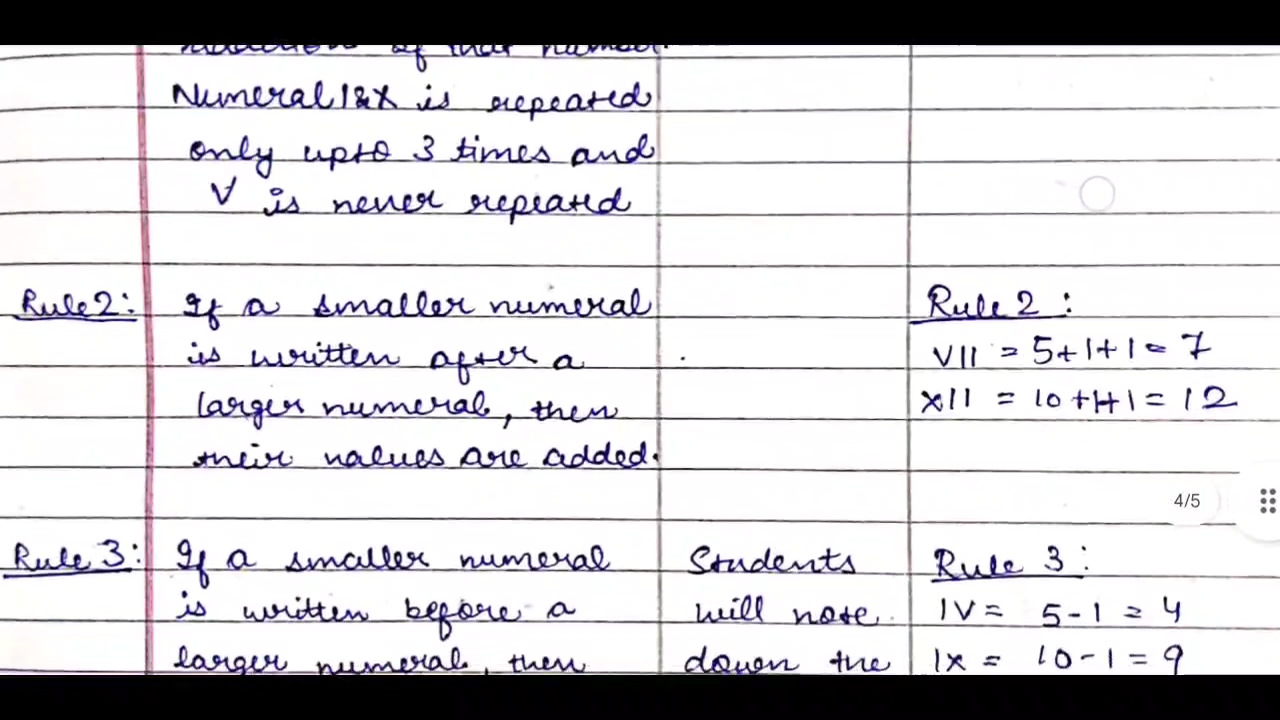 Numeral I & X is repeated
only upto 3 times and
V is never repeated
Rule 2:
If a smaller numeral
is written after a
larger numeral, then
their values are added.
Rule 2:
VII = 5+1+1 = 7
XII = 10+1+1 = 12
4/5
Rule 3:
If a smaller numeral
is written before a
larger numeral, then
Students
will note
down the
Rule 3:
IV = 5-1 = 4
IX = 10-1 = 9